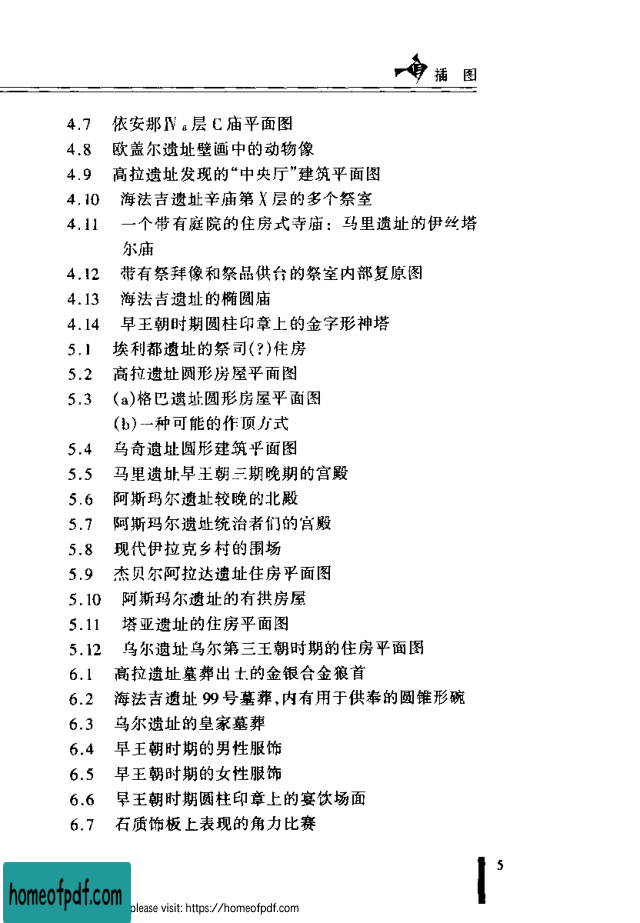 插 图
4.7 依安那Ⅳa层C庙平面图
4.8 欧盖尔遗址壁画中的动物像
4.9 高拉遗址发现的“中央厅”建筑平面图
4.10 海法吉遗址辛庙第X层的多个祭室
4.11 一个带有庭院的住房式寺庙：马里遗址的伊丝塔
尔庙
4.12 带有祭拜像和祭品供台的祭室内部复原图
4.13 海法吉遗址的椭圆庙
4.14 早王朝时期圆柱印章上的金字形神塔
5.1 埃利都遗址的祭司(?)住房
5.2 高拉遗址圆形房屋平面图
5.3 (a)格巴遗址圆形房屋平面图
(b)一种可能的作顶方式
5.4 乌奇遗址圆形建筑平面图
5.5 马里遗址早王朝三期晚期的宫殿
5.6 阿斯玛尔遗址较晚的北殿
5.7 阿斯玛尔遗址统治者们的宫殿
5.8 现代伊拉克乡村的围场
5.9 杰贝尔阿拉达遗址住房平面图
5.10 阿斯玛尔遗址的有拱房屋
5.11 塔亚遗址的住房平面图
5.12 乌尔遗址乌尔第三王朝时期的住房平面图
6.1 高拉遗址墓葬出土的金银合金狼首
6.2 海法吉遗址99号墓葬,内有用于供奉的圆锥形碗
6.3 乌尔遗址的皇家墓葬
6.4 早王朝时期的男性服饰
6.5 早王朝时期的女性服饰
6.6 早王朝时期圆柱印章上的宴饮场面
6.7 石质饰板上表现的角力比赛
5
homeofpdf.com
please visit: https://homeofpdf.com